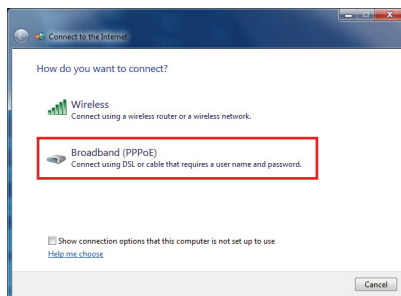 Connect to the Internet
How do you want to connect?
Wireless
Connect using a wireless router or a wireless network.
Broadband (PPPoE)
Connect using DSL or cable that requires a user name and password.
Show connection options that this computer is not set up to use
Help me choose
Cancel